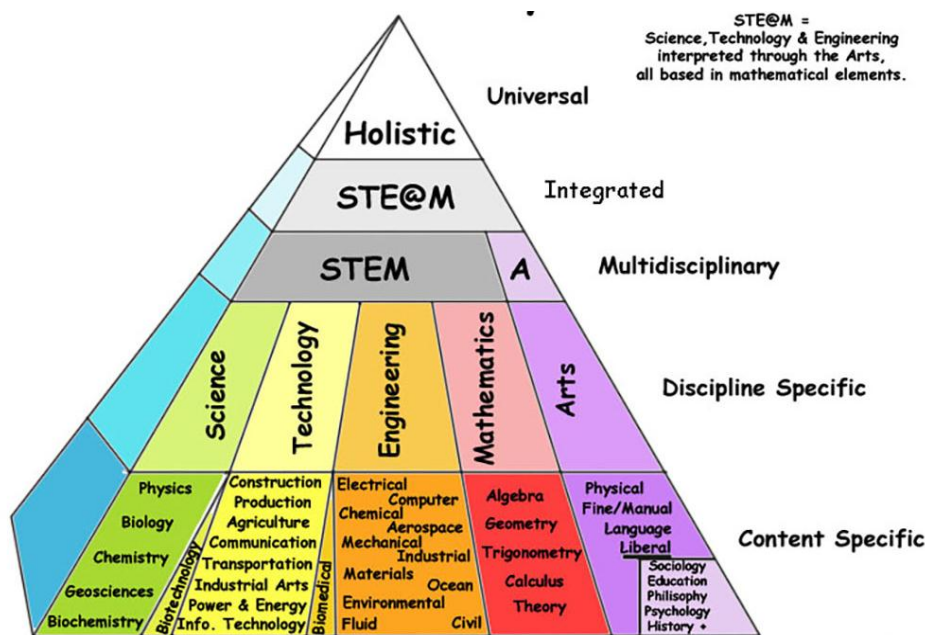 STE@M =
Science,Technology & Engineering
interpreted through the Arts,
all based in mathematical elements.
Universal
Holistic
STE@M
Integrated
STEM
A
Multidisciplinary
Science
Technology
Engineering
Mathematics
Arts
Discipline Specific
Physics
Biology
Chemistry
Geosciences
Biochemistry
Biotechnology
Construction
Production
Agriculture
Communication
Transportation
Industrial Arts
Power & Energy
Info. Technology
Biomedical
Electrical
Computer
Chemical
Aerospace
Mechanical
Industrial
Materials
Ocean
Environmental
Fluid
Civil
Algebra
Geometry
Trigonometry
Calculus
Theory
Physical
Fine/Manual
Language
Liberal
Sociology
Education
Philisophy
Psychology
History +
Content Specific